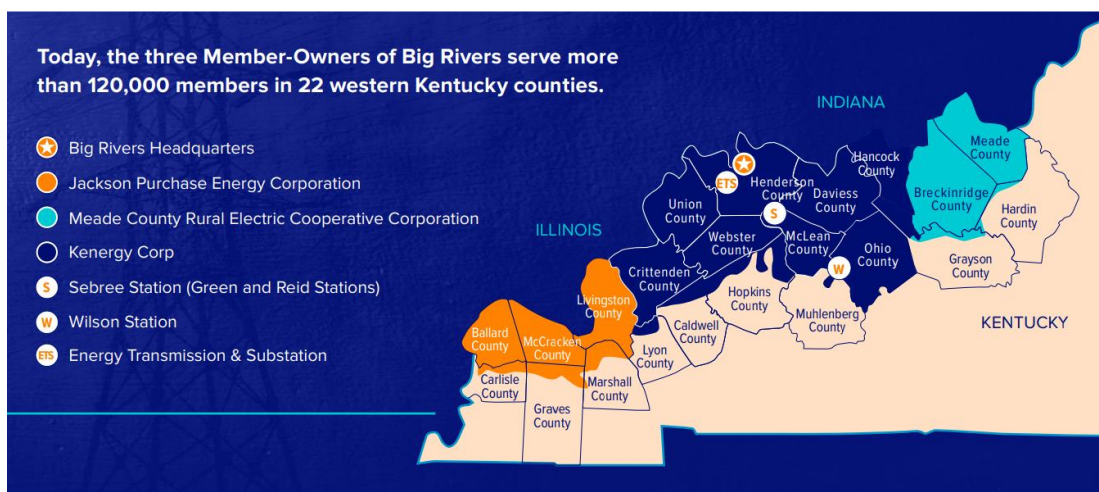 Today, the three Member-Owners of Big Rivers serve more
than 120,000 members in 22 western Kentucky counties.
Big Rivers Headquarters
Jackson Purchase Energy Corporation
Meade County Rural Electric Cooperative Corporation
Kenergy Corp
S
Sebree Station (Green and Reid Stations)
W
Wilson Station
ETS
Energy Transmission & Substation
INDIANA
ILLINOIS
KENTUCKY
Meade
County
Hancock
County
Breckinridge
County
Hardin
County
ETS
Henderson
County
Daviess
County
Union
County
S
Webster
County
McLean
County
Ohio
County
Grayson
County
W
Crittenden
County
Hopkins
County
Muhlenberg
County
Livingston
County
Caldwell
County
Lyon
County
Ballard
County
McCracken
County
Marshall
County
Carlisle
County
Graves
County